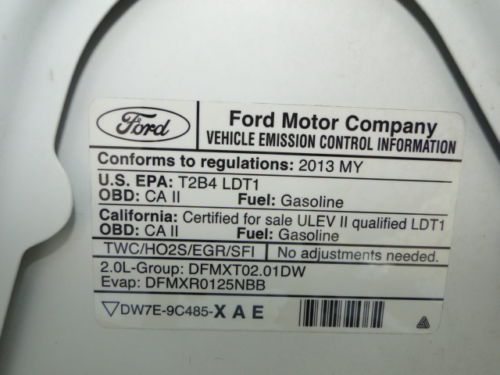 Ford
Ford Motor Company
VEHICLE EMISSION CONTROL INFORMATION
Conforms to regulations: 2013 MY
U.S. EPA: T2B4 LDT1
OBD: CA II Fuel: Gasoline
California: Certified for sale ULEV II qualified LDT1
OBD: CA II Fuel: Gasoline
TWC/HO2S/EGR/SFI No adjustments needed.
2.0L-Group: DFMXT02.01DW
Evap: DFMXR0125NBB
DW7E-9C485-XAE